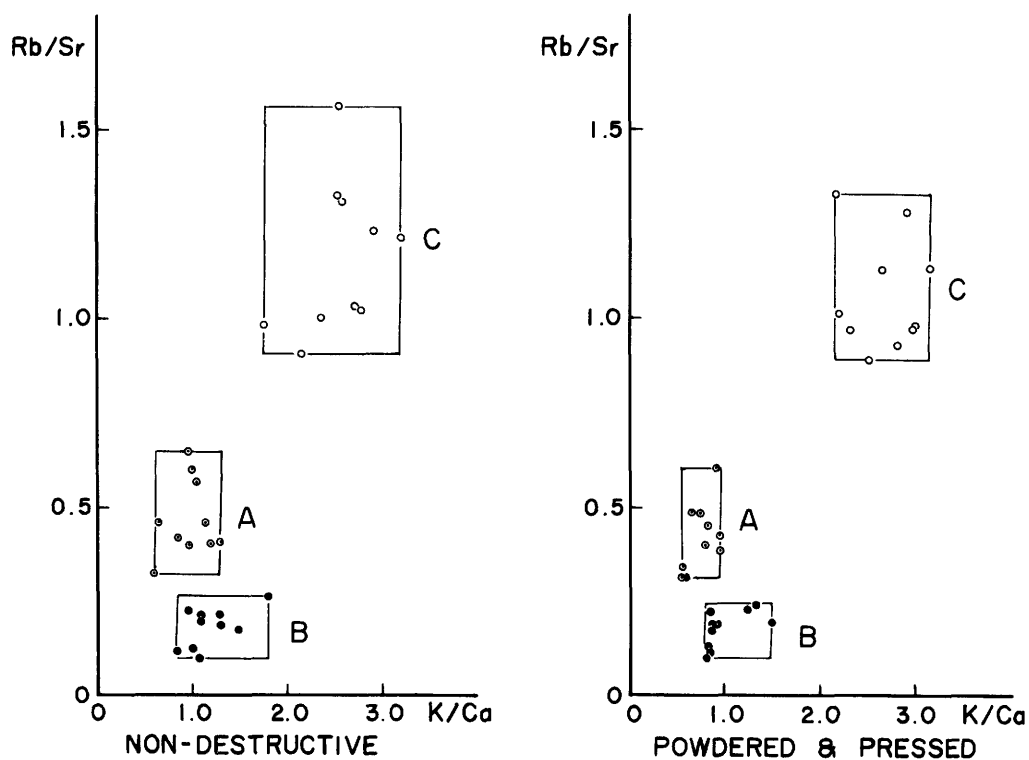 Rb/Sr
1.5
1.0
0.5
0
0
1.0
2.0
3.0
K/Ca
C
A
B
NON-DESTRUCTIVE
Rb/Sr
1.5
1.0
0.5
0
0
1.0
2.0
3.0
K/Ca
C
A
B
POWDERED & PRESSED